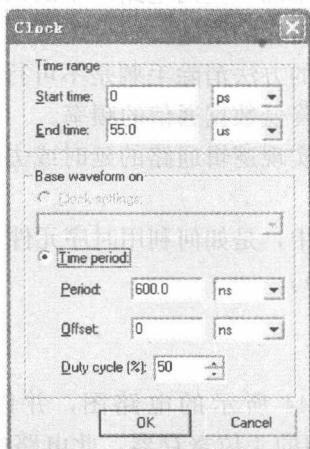 Clock
Time range
Start time: 0 ps
End time: 55.0 us
Base waveform on
Clock settings:
Time period:
Period: 600.0 ns
Offset: 0 ns
Duty cycle (%): 50
OK Cancel